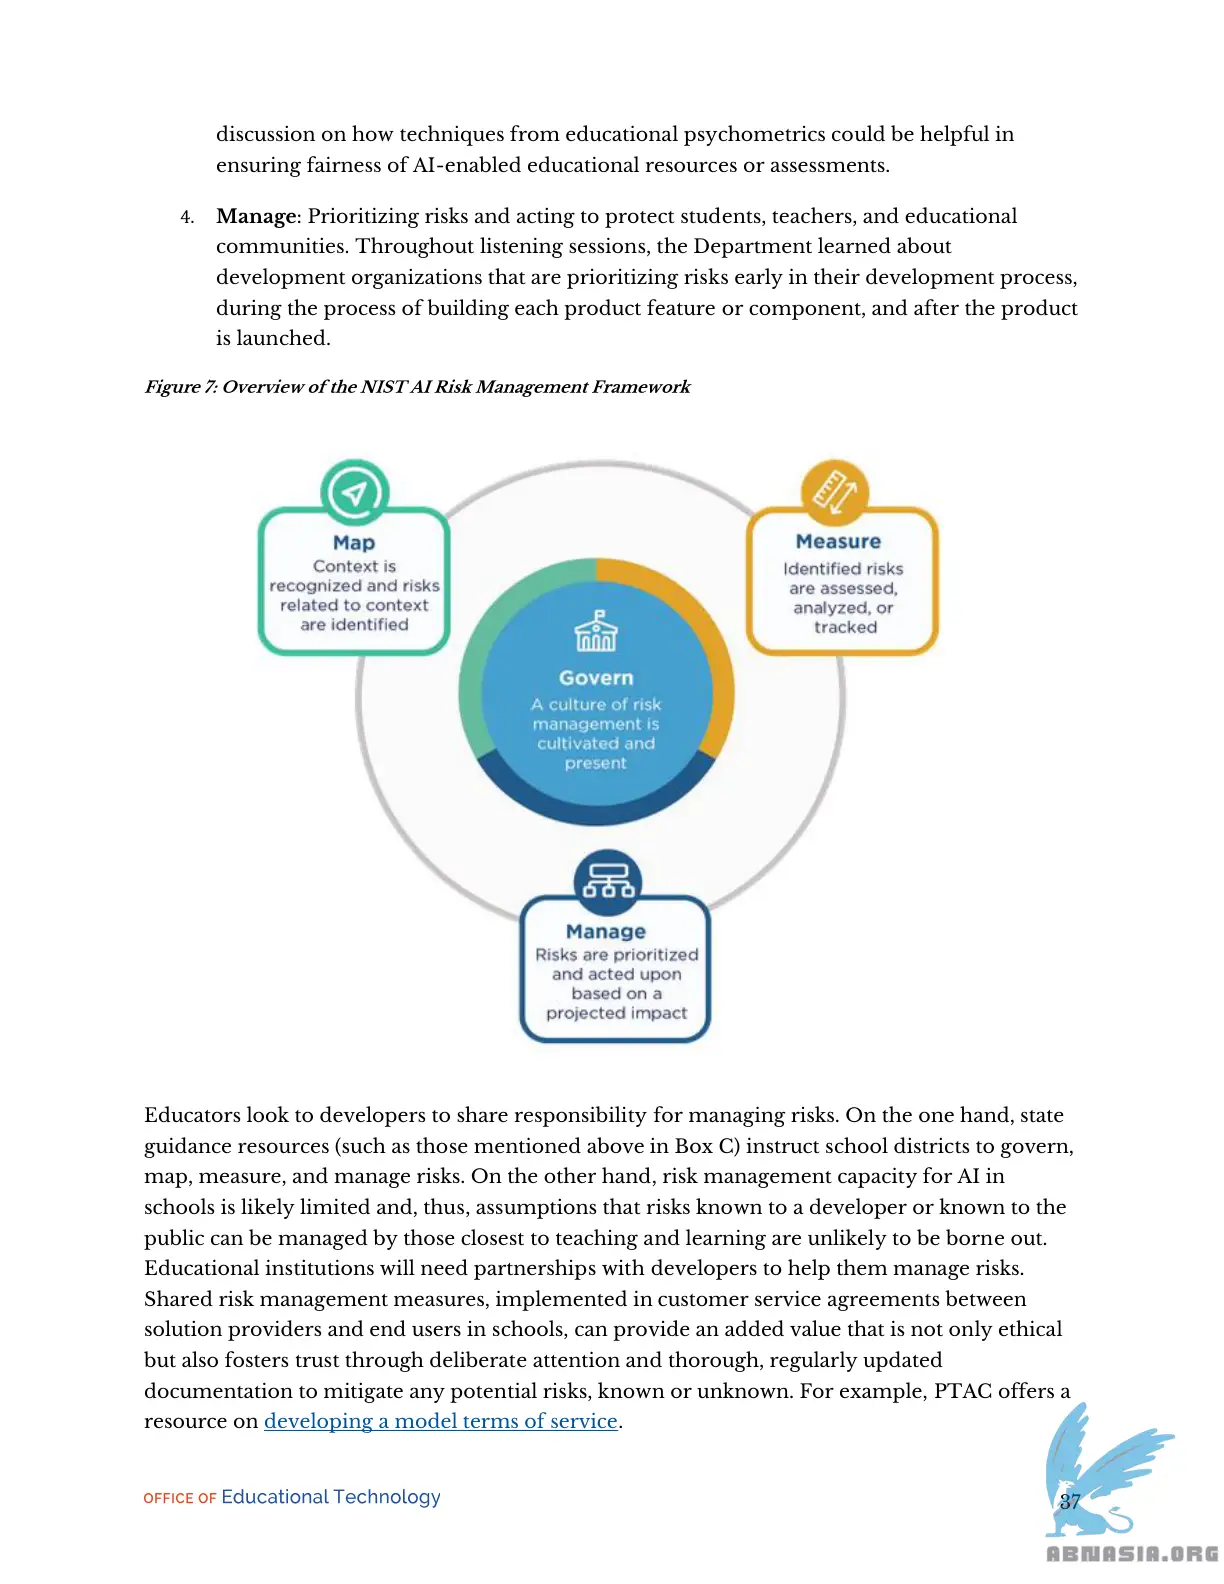 discussion on how techniques from educational psychometrics could be helpful in
ensuring fairness of AI-enabled educational resources or assessments.
4. Manage: Prioritizing risks and acting to protect students, teachers, and educational
communities. Throughout listening sessions, the Department learned about
development organizations that are prioritizing risks early in their development process,
during the process of building each product feature or component, and after the product
is launched.
Figure 7: Overview of the NIST AI Risk Management Framework
Map
Context is
recognized and risks
related to context
are identified
Measure
Identified risks
are assessed,
analyzed, or
tracked
Govern
A culture of risk
management is
cultivated and
present
Manage
Risks are prioritized
and acted upon
based on a
projected impact
Educators look to developers to share responsibility for managing risks. On the one hand, state
guidance resources (such as those mentioned above in Box C) instruct school districts to govern,
map, measure, and manage risks. On the other hand, risk management capacity for AI in
schools is likely limited and, thus, assumptions that risks known to a developer or known to the
public can be managed by those closest to teaching and learning are unlikely to be borne out.
Educational institutions will need partnerships with developers to help them manage risks.
Shared risk management measures, implemented in customer service agreements between
solution providers and end users in schools, can provide an added value that is not only ethical
but also fosters trust through deliberate attention and thorough, regularly updated
documentation to mitigate any potential risks, known or unknown. For example, PTAC offers a
resource on developing a model terms of service.
OFFICE OF Educational Technology
37
ABNASIA.ORG